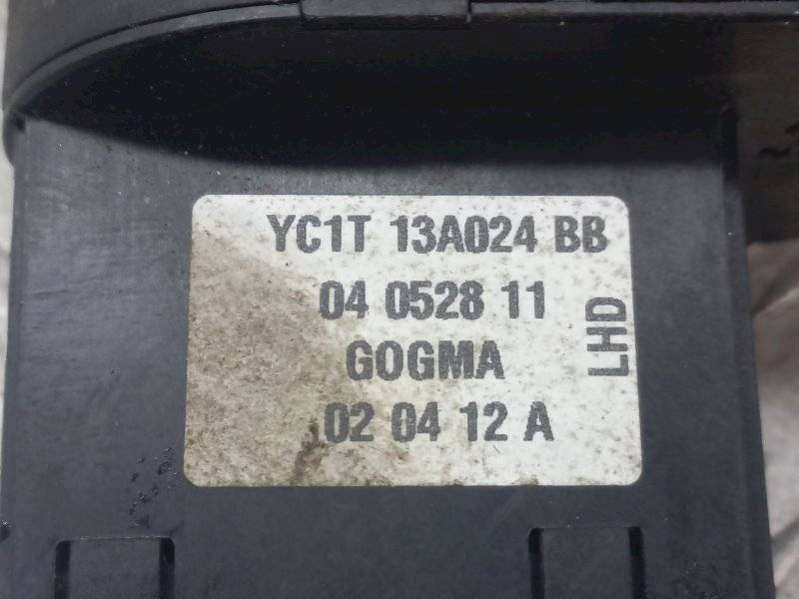 YC1T 13A024 BB
04 0528 11
GOGMA
02 04 12 A
LHD